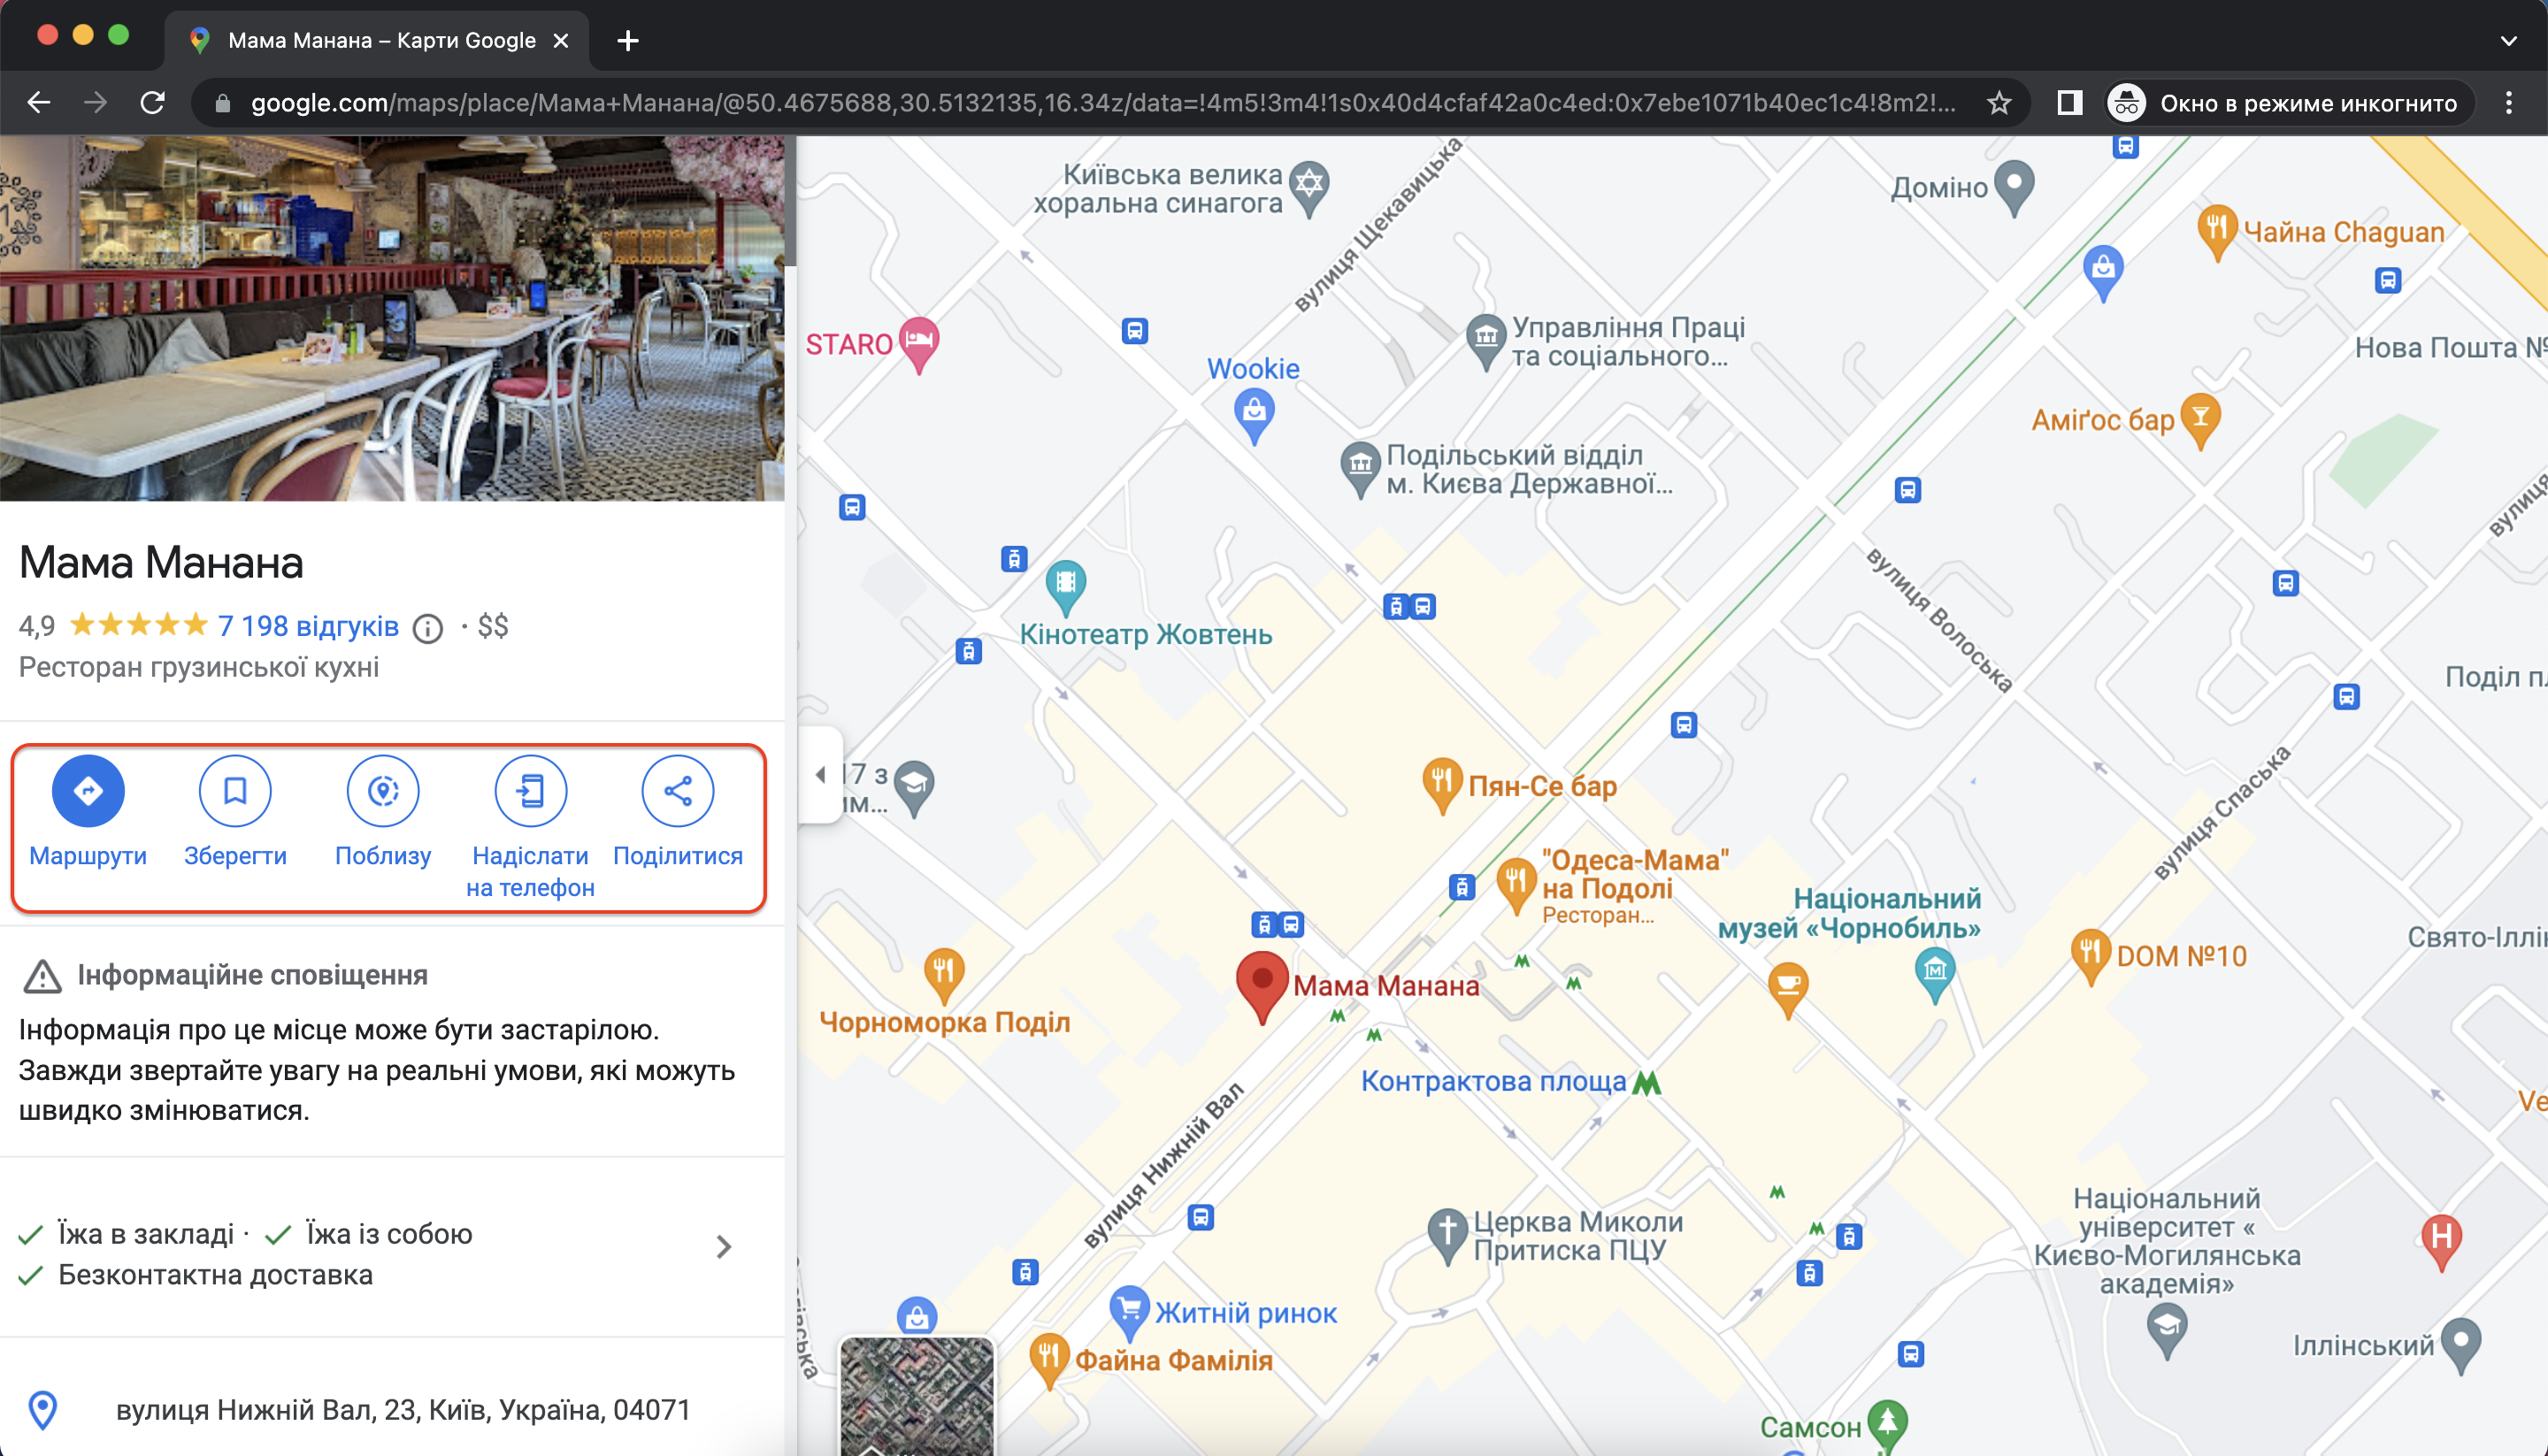 Мама Манана – Карти Google
google.com/maps/place/Мама+Манана/@50.4675688,30.5132135,16.34z/data=!4m5!3m4!1s0x40d4cfaf42a0c4ed:0x7ebe1071b40ec1c4!8m2!...
Окно в режиме инкогнито
Мама Манана
4,9
7 198 відгуків
· $$
Ресторан грузинської кухні
Маршрути
Зберегти
Поблизу
Надіслати
на телефон
Поділитися
Інформаційне сповіщення
Інформація про це місце може бути застарілою.
Завжди звертайте увагу на реальні умови, які можуть
швидко змінюватися.
Їжа в закладі · Їжа із собою
Безконтактна доставка
вулиця Нижній Вал, 23, Київ, Україна, 04071
Київська велика
хоральна синагога
вулиця Щекавицька
Доміно
Чайна Chaguan
STARO
Wookie
Управління Праці
та соціального...
Нова Пошта №
Аміґос бар
Подільський відділ
м. Києва Державної...
вулиця
Кінотеатр Жовтень
вулиця Волоська
Поділ
17 з
Пян-Се бар
вулиця Спаська
"Одеса-Мама"
на Подолі
Ресторан...
Національний
музей «Чорнобиль»
Свято-Іллі
DOM №10
Мама Манана
Чорноморка Поділ
Контрактова площа
Ve
вулиця Нижній Вал
Церква Миколи
Притиска ПЦУ
Національний
університет «
Києво-Могилянська
академія»
H
Житній ринок
Файна Фамілія
Іллінський
Самсон